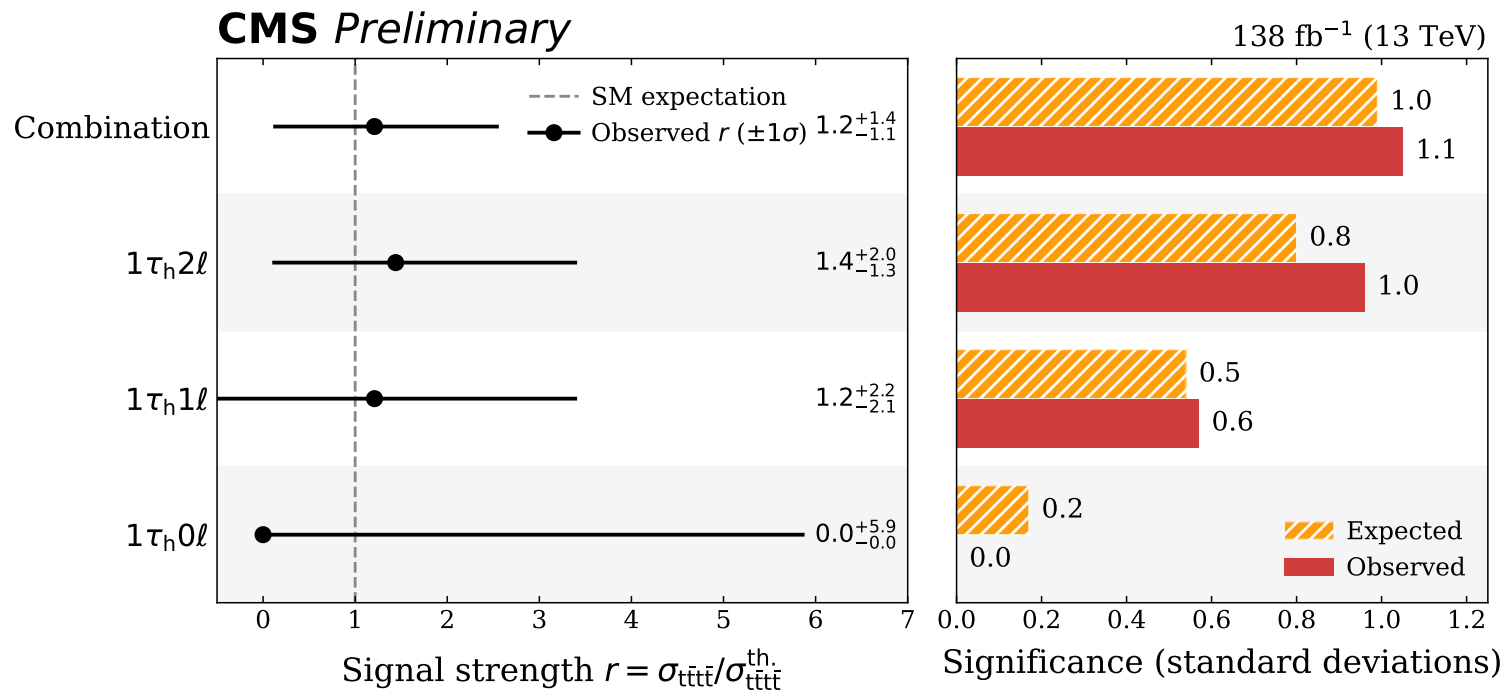 CMS Preliminary
138 fb⁻¹ (13 TeV)
SM expectation
Observed r (±1σ)
Combination
1τₕ2ℓ
1τₕ1ℓ
1τₕ0ℓ
1.2 +1.4 −1.1
1.4 +2.0 −1.3
1.2 +2.2 −2.1
0.0 +5.9 −0.0
0 1 2 3 4 5 6 7
Signal strength r = σ_tt̄tt̄/σ^th._tt̄tt̄
1.0
1.1
0.8
1.0
0.5
0.6
0.2
0.0
Expected
Observed
0.0 0.2 0.4 0.6 0.8 1.0 1.2
Significance (standard deviations)